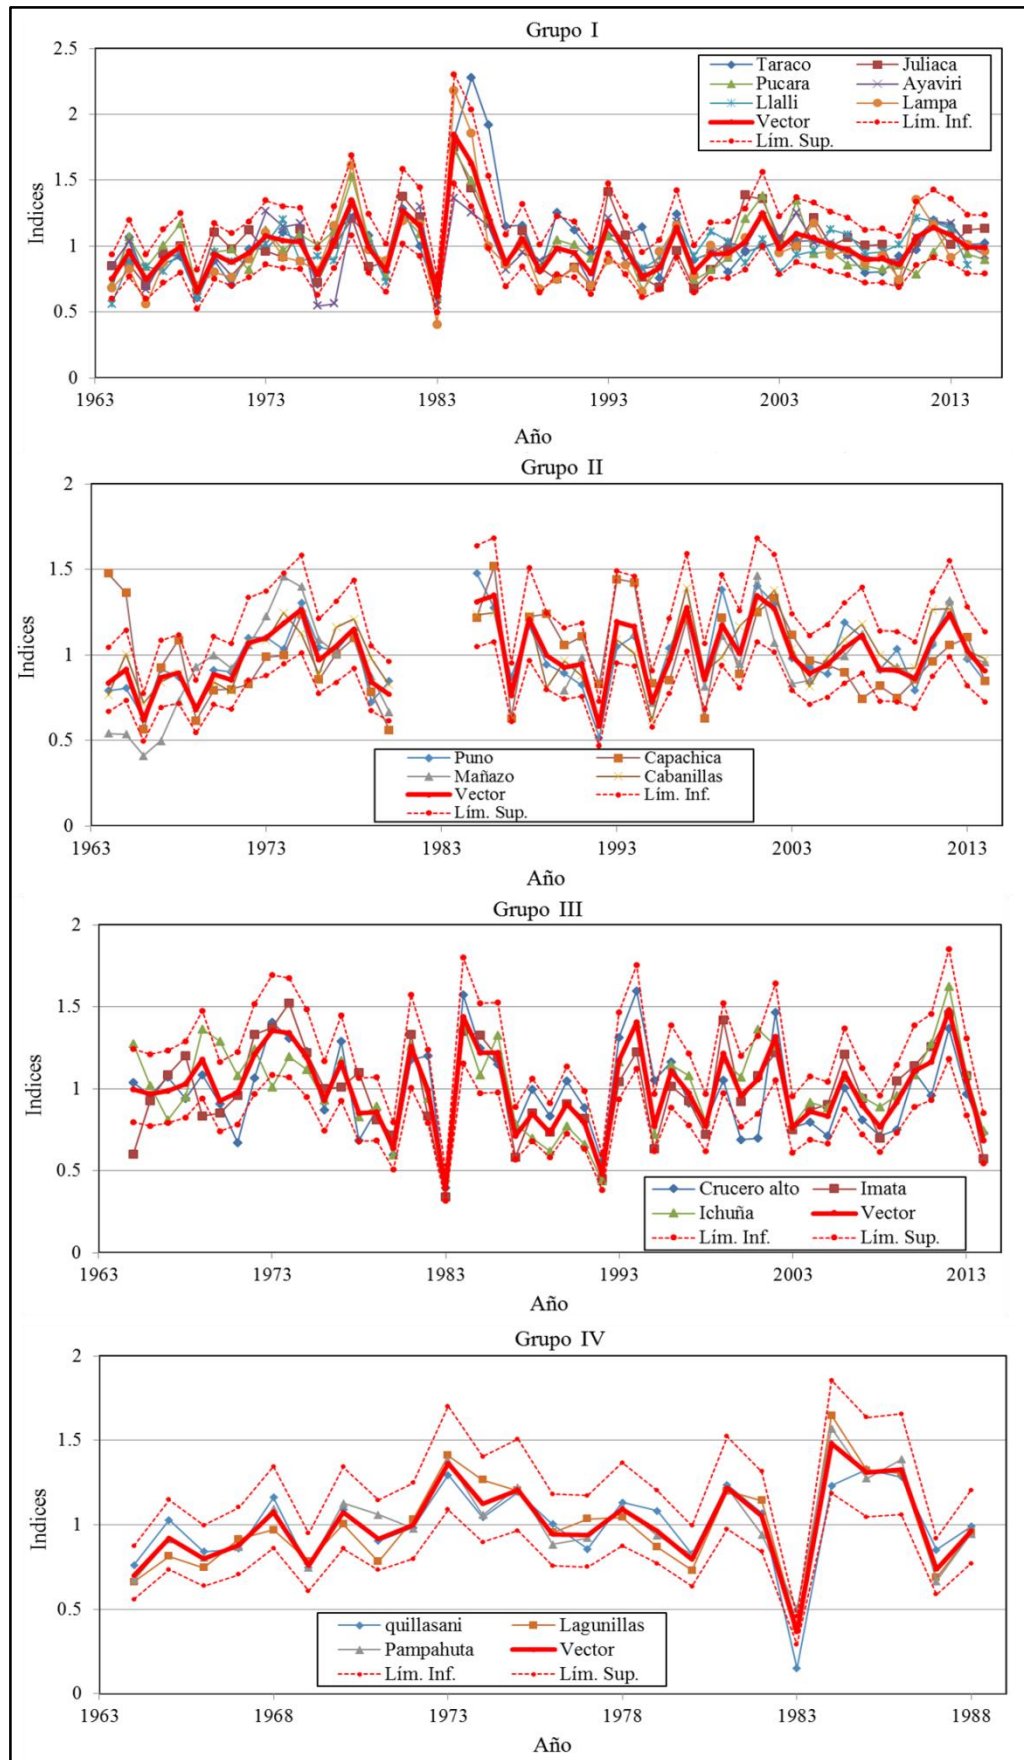 Grupo I
2.5
2
1.5
1
0.5
0
Indices
Taraco Juliaca
Pucara Ayaviri
Llalli Lampa
Vector Lím. Inf.
Lím. Sup.
1963 1973 1983 1993 2003 2013
Año
Grupo II
2
1.5
1
0.5
0
Indices
Puno Capachica
Mañazo Cabanillas
Vector Lím. Inf.
Lím. Sup.
1963 1973 1983 1993 2003 2013
Año
Grupo III
2
1.5
1
0.5
0
Indices
Crucero alto Imata
Ichuña Vector
Lím. Inf. Lím. Sup.
1963 1973 1983 1993 2003 2013
Año
Grupo IV
2
1.5
1
0.5
0
Indices
quillasani Lagunillas
Pampahuta Vector
Lím. Inf. Lím. Sup.
1963 1968 1973 1978 1983 1988
Año